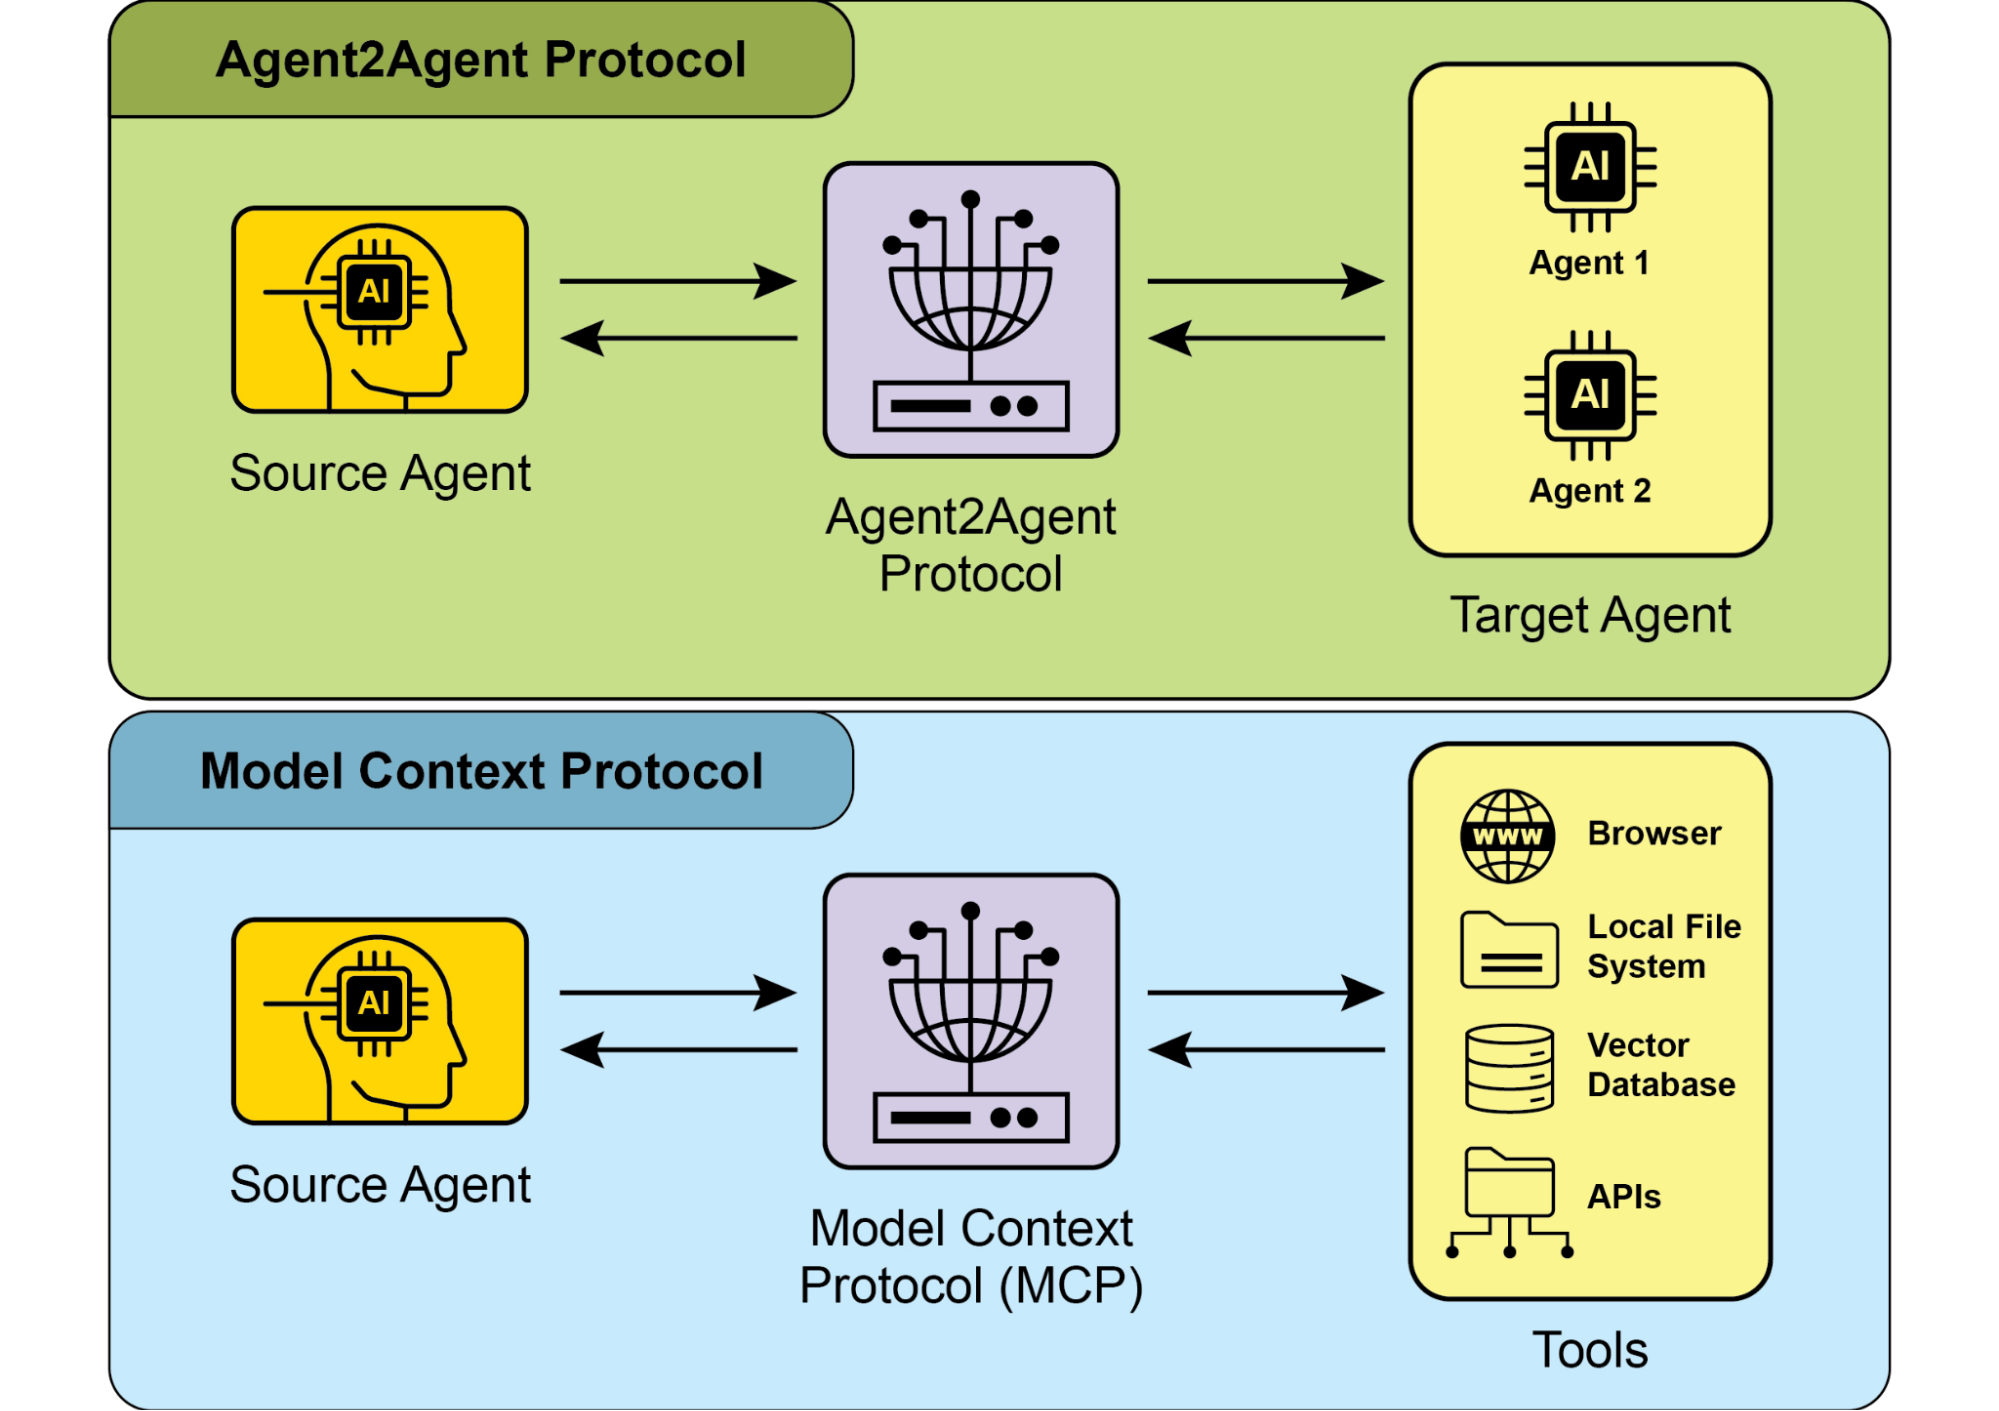 Agent2Agent Protocol
AI
Source Agent
Agent2Agent
Protocol
AI
Agent 1
AI
Agent 2
Target Agent
Model Context Protocol
AI
Source Agent
Model Context
Protocol (MCP)
www
Browser
Local File
System
Vector
Database
APIs
Tools